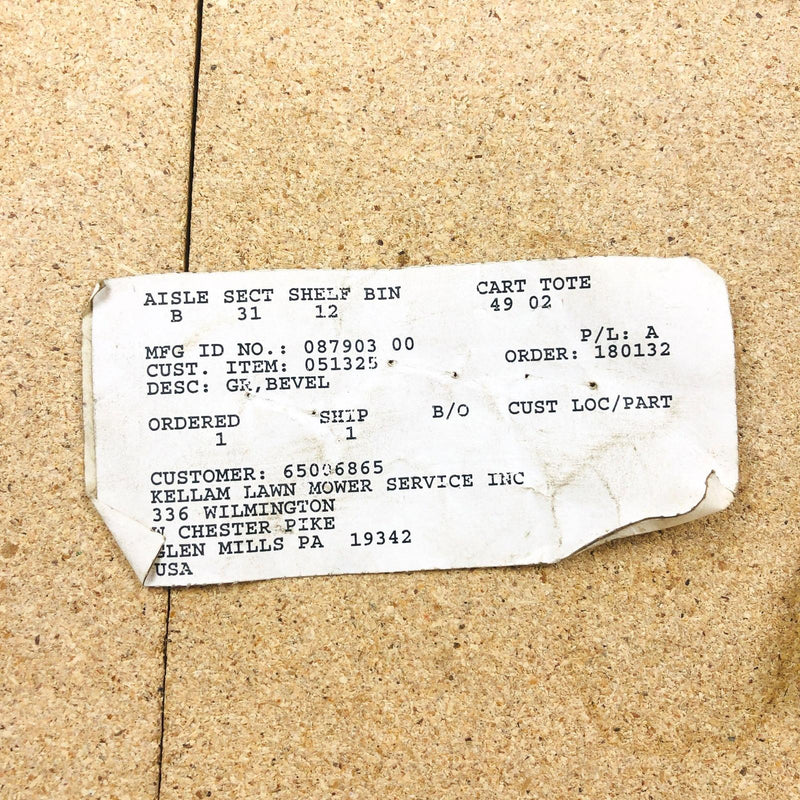 AISLE SECT SHELF BIN CART TOTE
B 31 12 49 02
P/L: A
MFG ID NO.: 087903 00
CUST. ITEM: 051325 ORDER: 180132
DESC: GR,BEVEL
ORDERED SHIP B/O CUST LOC/PART
1 1
CUSTOMER: 65006865
KELLAM LAWN MOWER SERVICE INC
336 WILMINGTON
W CHESTER PIKE
GLEN MILLS PA 19342
USA